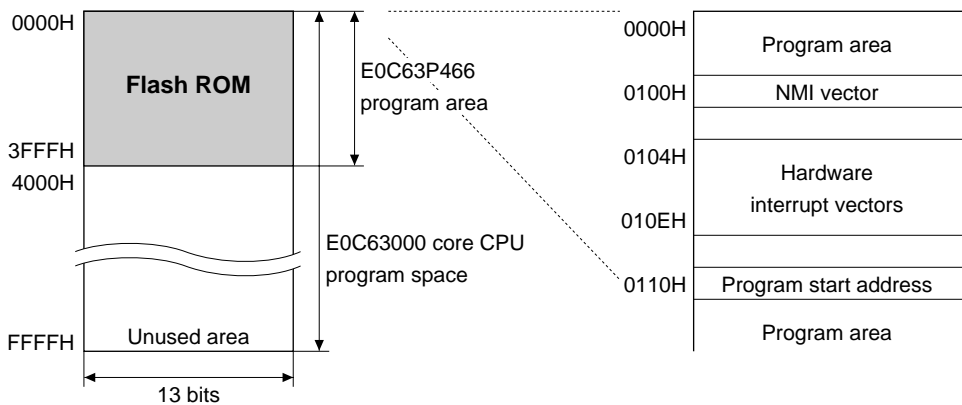 0000H
Flash ROM
3FFFH
4000H
FFFFH
Unused area
13 bits
E0C63P466
program area
E0C63000 core CPU
program space
0000H
Program area
0100H
NMI vector
0104H
Hardware
interrupt vectors
010EH
0110H
Program start address
Program area